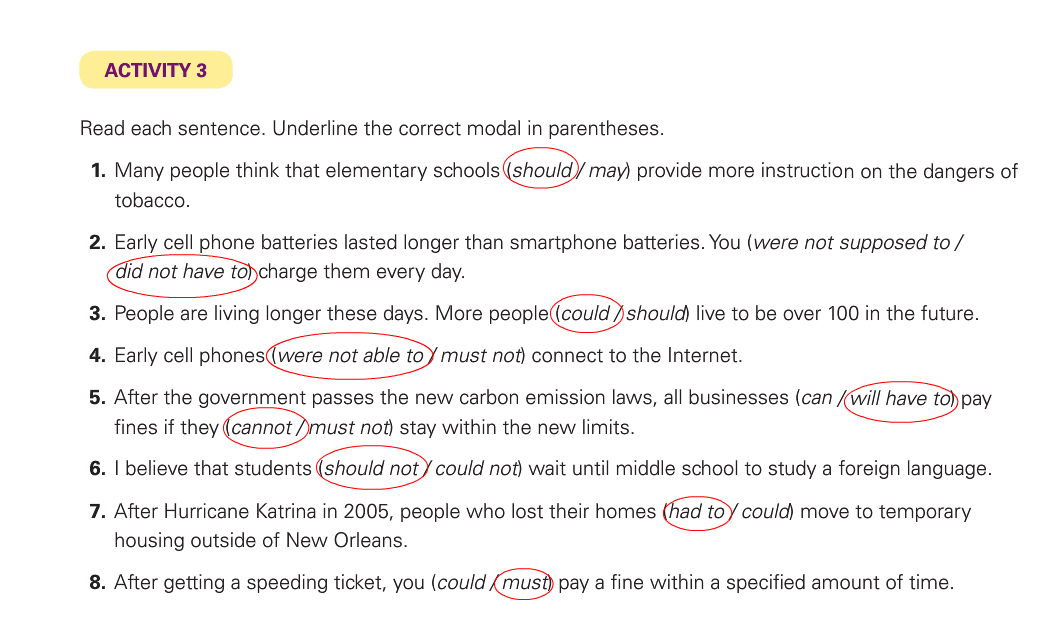 ACTIVITY 3
Read each sentence. Underline the correct modal in parentheses.
1. Many people think that elementary schools (should / may) provide more instruction on the dangers of
tobacco.
2. Early cell phone batteries lasted longer than smartphone batteries. You (were not supposed to /
did not have to) charge them every day.
3. People are living longer these days. More people (could / should) live to be over 100 in the future.
4. Early cell phones (were not able to / must not) connect to the Internet.
5. After the government passes the new carbon emission laws, all businesses (can / will have to) pay
fines if they (cannot / must not) stay within the new limits.
6. I believe that students (should not / could not) wait until middle school to study a foreign language.
7. After Hurricane Katrina in 2005, people who lost their homes (had to / could) move to temporary
housing outside of New Orleans.
8. After getting a speeding ticket, you (could / must) pay a fine within a specified amount of time.